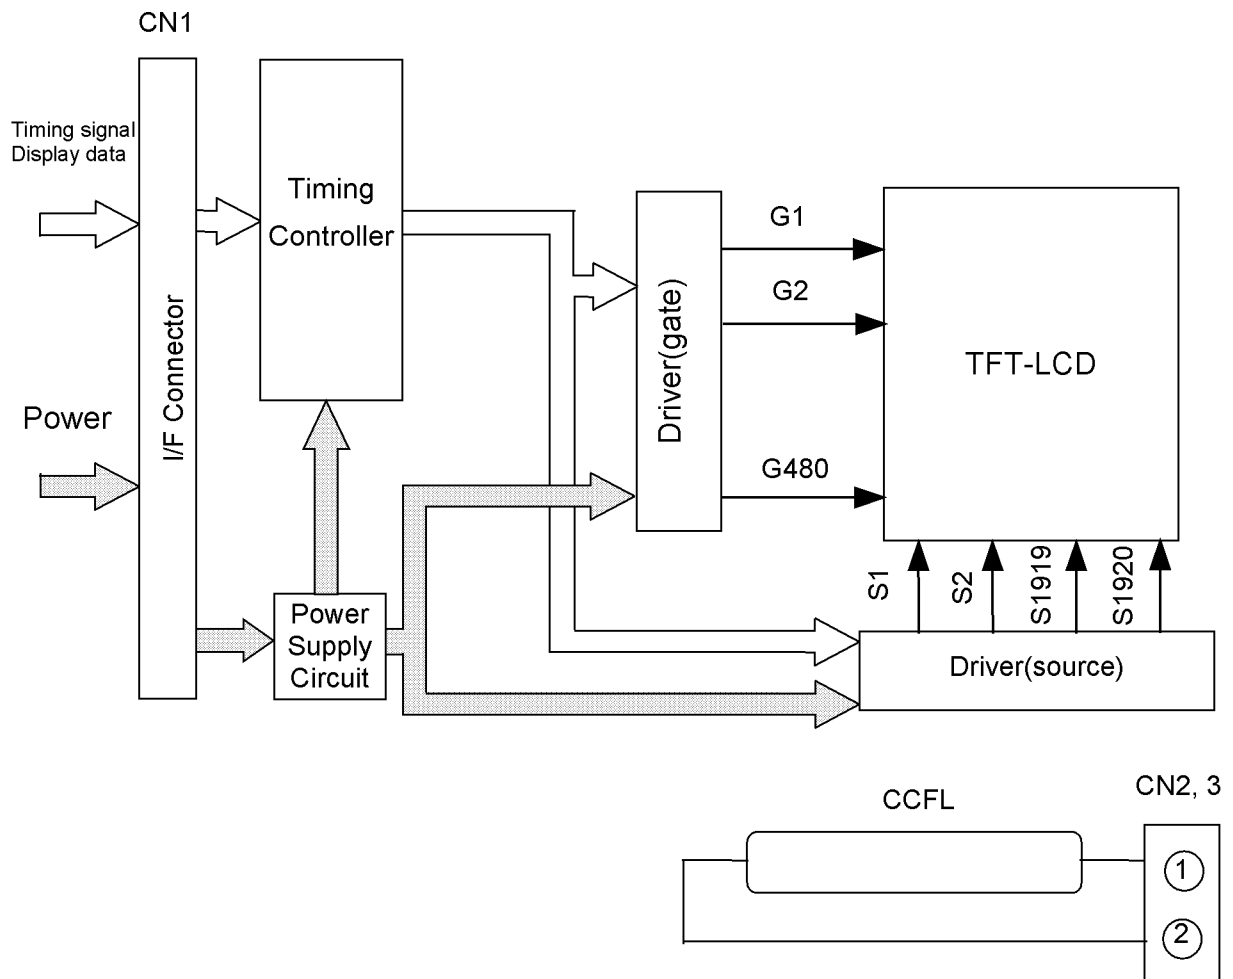 CN1
Timing signal
Display data
Power
I/F Connector
Timing
Controller
Power
Supply
Circuit
Driver(gate)
G1
G2
G480
TFT-LCD
S1
S2
S1919
S1920
Driver(source)
CCFL
CN2, 3
1
2